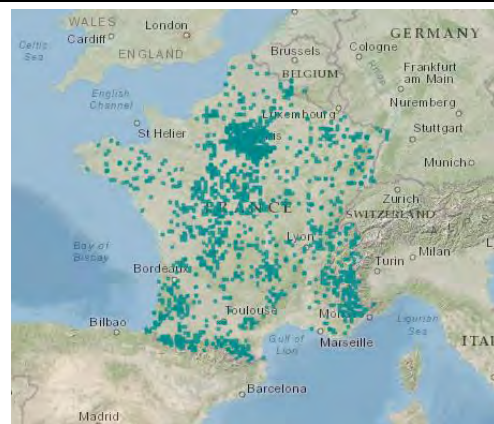 WALES
London
Cardiff
Celtic
Sea
ENGLAND
GERMANY
Brussels
Cologne
BELGIUM
Rhine
Frankfurt
am Main
English
Channel
Luxembourg
Nuremberg
St Helier
Stuttgart
Munich
FRANCE
Zurich
SWITZERLAND
Bay of
Biscay
Lyon
Milan
Turin
Bordeaux
Toulouse
Bilbao
Gulf of
Lion
Marseille
Ligurian
Sea
ITA
Barcelona
Madrid